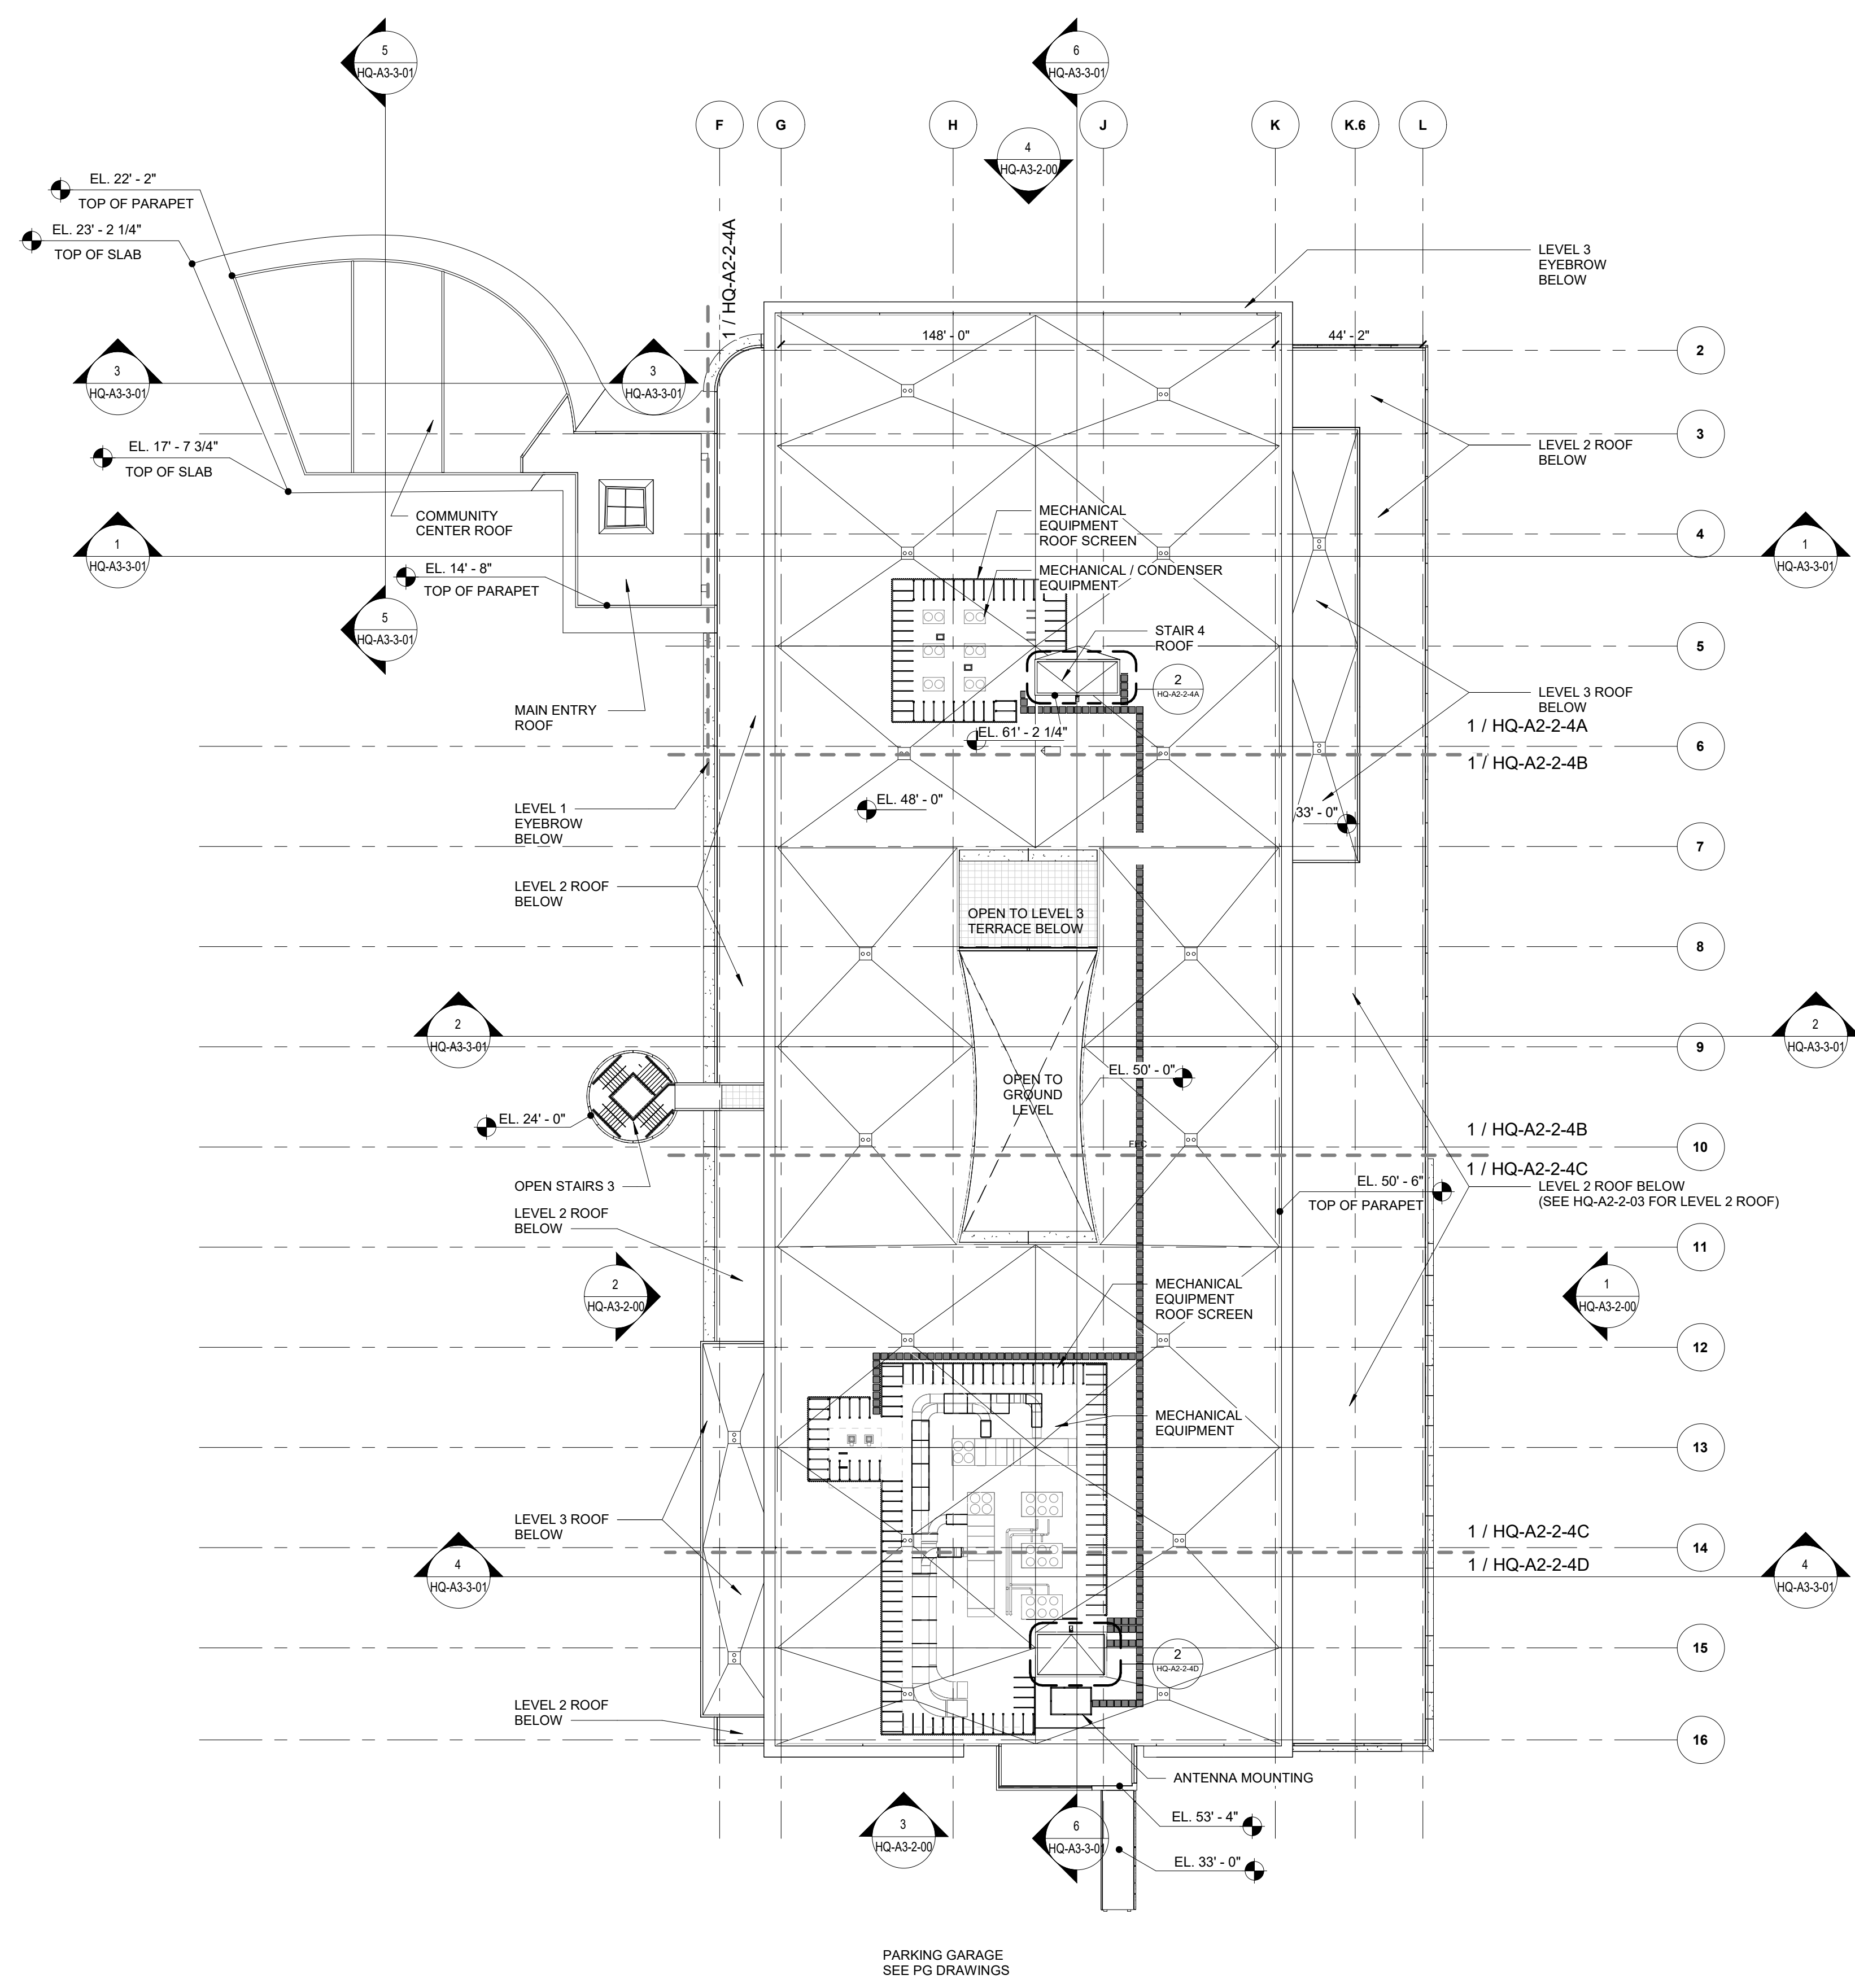 5
HQ-A3-3-01
6
HQ-A3-3-01
F
G
H
J
K
K.6
L
4
HQ-A3-2-00
EL. 22' - 2"
TOP OF PARAPET
EL. 23' - 2 1/4"
TOP OF SLAB
1 / HQ-A2-2-4A
LEVEL 3
EYEBROW
BELOW
148' - 0"
44' - 2"
2
3
HQ-A3-3-01
3
HQ-A3-3-01
3
EL. 17' - 7 3/4"
TOP OF SLAB
LEVEL 2 ROOF
BELOW
COMMUNITY
CENTER ROOF
MECHANICAL
EQUIPMENT
ROOF SCREEN
4
1
HQ-A3-3-01
1
HQ-A3-3-01
EL. 14' - 8"
TOP OF PARAPET
MECHANICAL / CONDENSER
EQUIPMENT
5
HQ-A3-3-01
STAIR 4
ROOF
5
2
HQ-A2-2-4A
LEVEL 3 ROOF
BELOW
MAIN ENTRY
ROOF
EL. 61' - 2 1/4"
1 / HQ-A2-2-4A
6
1 / HQ-A2-2-4B
EL. 48' - 0"
33' - 0"
LEVEL 1
EYEBROW
BELOW
7
LEVEL 2 ROOF
BELOW
OPEN TO LEVEL 3
TERRACE BELOW
8
2
HQ-A3-3-01
2
HQ-A3-3-01
9
OPEN TO
GROUND
LEVEL
EL. 50' - 0"
EL. 24' - 0"
1 / HQ-A2-2-4B
FEC
10
1 / HQ-A2-2-4C
OPEN STAIRS 3
EL. 50' - 6"
TOP OF PARAPET
LEVEL 2 ROOF BELOW
(SEE HQ-A2-2-03 FOR LEVEL 2 ROOF)
LEVEL 2 ROOF
BELOW
11
2
HQ-A3-2-00
MECHANICAL
EQUIPMENT
ROOF SCREEN
1
HQ-A3-2-00
12
MECHANICAL
EQUIPMENT
13
LEVEL 3 ROOF
BELOW
1 / HQ-A2-2-4C
14
1 / HQ-A2-2-4D
4
HQ-A3-3-01
4
HQ-A3-3-01
15
2
HQ-A2-2-4D
LEVEL 2 ROOF
BELOW
16
ANTENNA MOUNTING
3
HQ-A3-2-00
6
HQ-A3-3-01
EL. 53' - 4"
EL. 33' - 0"
PARKING GARAGE
SEE PG DRAWINGS